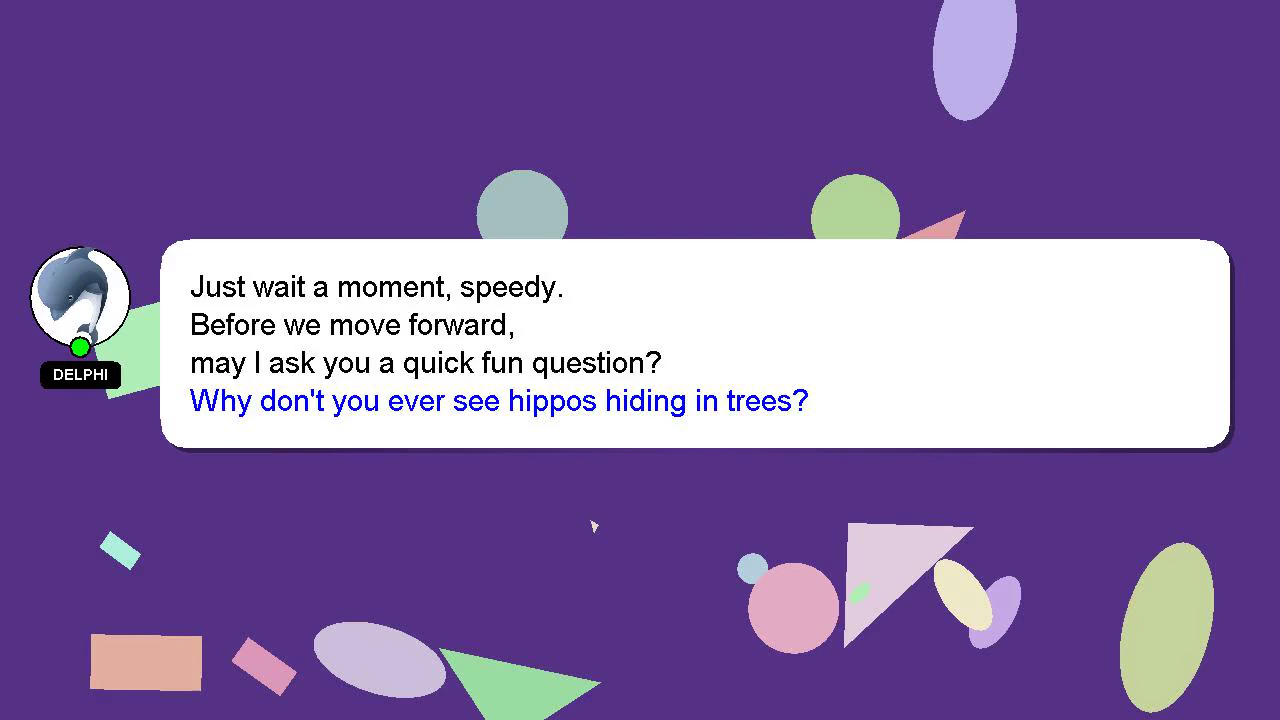 Just wait a moment, speedy.
Before we move forward,
may I ask you a quick fun question?
Why don't you ever see hippos hiding in trees?
DELPHI